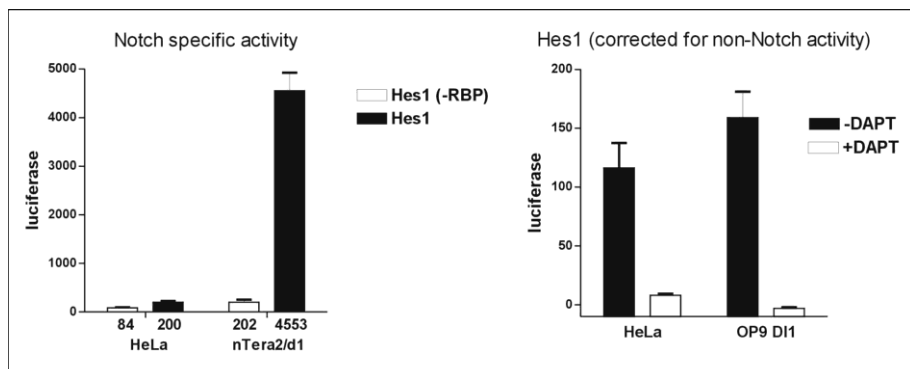 Notch specific activity
5000
4000
3000
2000
1000
0
luciferase
84 200 202 4553
HeLa nTera2/d1
Hes1 (-RBP)
Hes1
Hes1 (corrected for non-Notch activity)
200
150
100
50
0
luciferase
HeLa OP9 Dl1
-DAPT
+DAPT